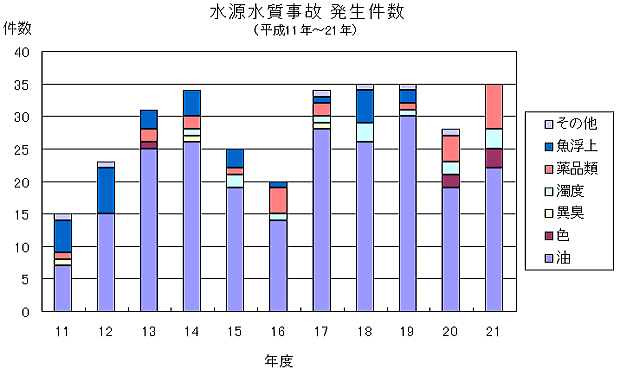 水源水質事故 発生件数
(平成11年～21年)
件数
40
35
30
25
20
15
10
5
0
11 12 13 14 15 16 17 18 19 20 21
年度
その他
魚浮上
薬品類
濁度
異臭
色
油